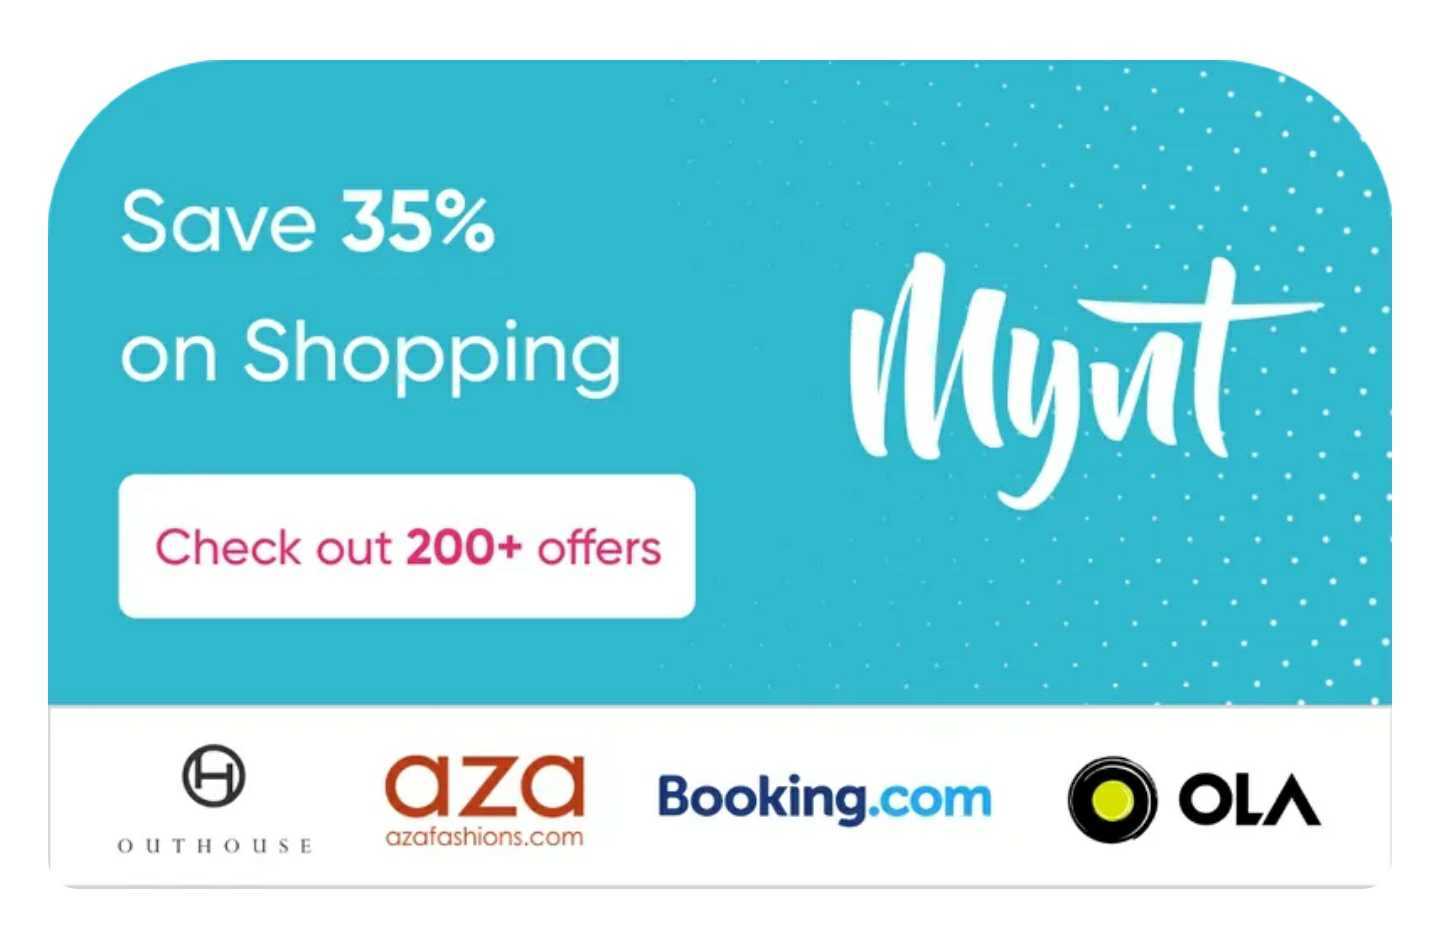 Save 35%
on Shopping
Mynt
Check out 200+ offers
OUTHOUSE
aza
azafashions.com
Booking.com
OLA